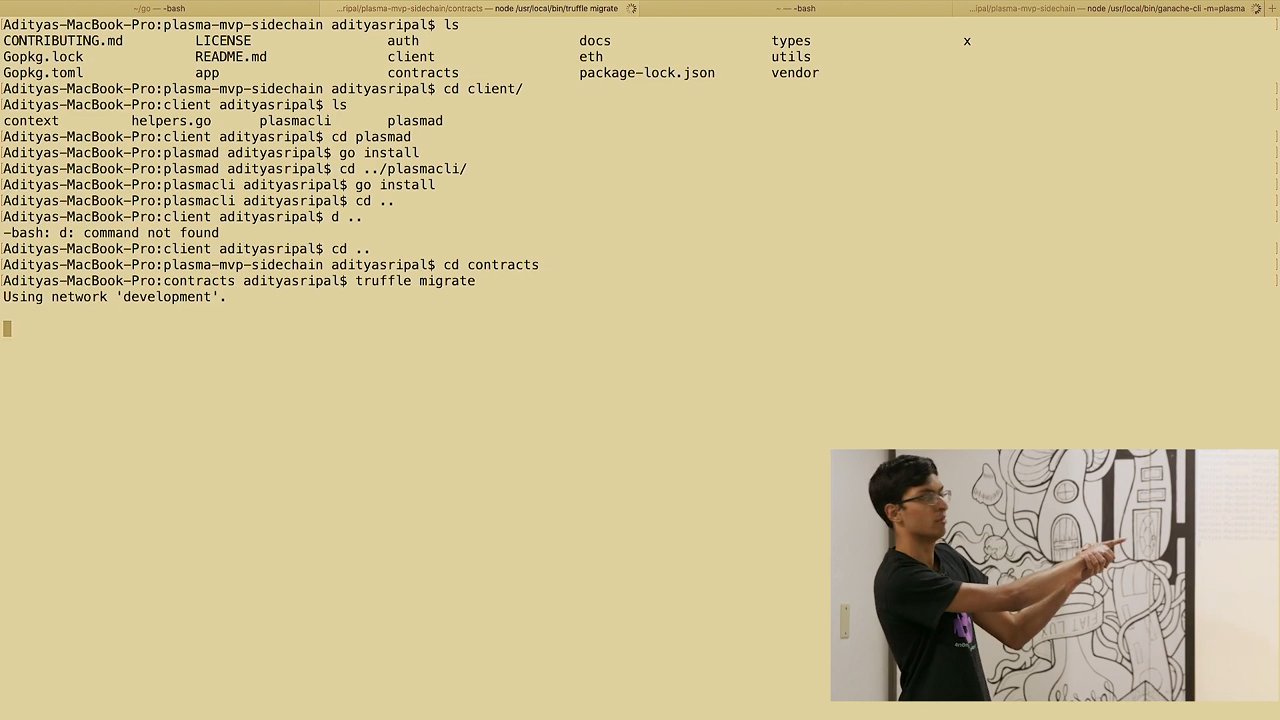 ~/go — -bash
...ripal/plasma-mvp-sidechain/contracts — node /usr/local/bin/truffle migrate
~ — -bash
...ipal/plasma-mvp-sidechain — node /usr/local/bin/ganache-cli -m=plasma
+
Adityas-MacBook-Pro:plasma-mvp-sidechain adityasripal$ ls
CONTRIBUTING.md LICENSE auth docs types x
Gopkg.lock README.md client eth utils
Gopkg.toml app contracts package-lock.json vendor
Adityas-MacBook-Pro:plasma-mvp-sidechain adityasripal$ cd client/
Adityas-MacBook-Pro:client adityasripal$ ls
context helpers.go plasmacli plasmad
Adityas-MacBook-Pro:client adityasripal$ cd plasmad
Adityas-MacBook-Pro:plasmad adityasripal$ go install
Adityas-MacBook-Pro:plasmad adityasripal$ cd ../plasmacli/
Adityas-MacBook-Pro:plasmacli adityasripal$ go install
Adityas-MacBook-Pro:plasmacli adityasripal$ cd ..
Adityas-MacBook-Pro:client adityasripal$ d ..
-bash: d: command not found
Adityas-MacBook-Pro:client adityasripal$ cd ..
Adityas-MacBook-Pro:plasma-mvp-sidechain adityasripal$ cd contracts
Adityas-MacBook-Pro:contracts adityasripal$ truffle migrate
Using network 'development'.
FIAT LUX